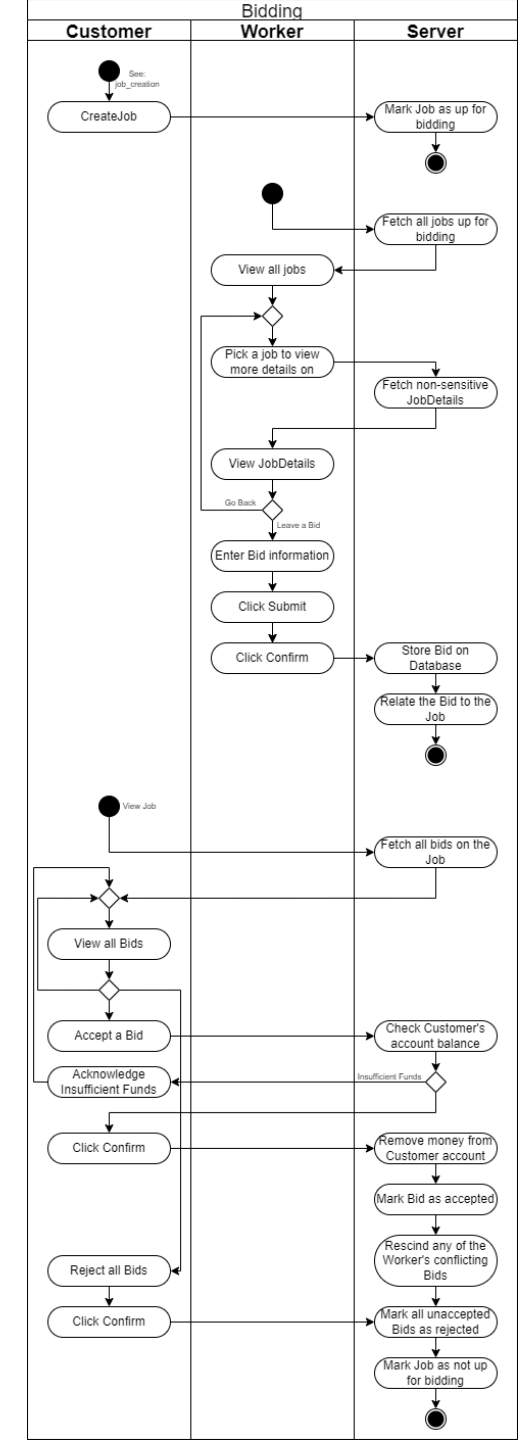 Bidding
Customer
Worker
Server
See:
job_creation
CreateJob
Mark Job as up for
bidding
Fetch all jobs up for
bidding
View all jobs
Pick a job to view
more details on
Fetch non-sensitive
JobDetails
View JobDetails
Go Back
Leave a Bid
Enter Bid information
Click Submit
Click Confirm
Store Bid on
Database
Relate the Bid to the
Job
View Job
Fetch all bids on the
Job
View all Bids
Accept a Bid
Check Customer's
account balance
Acknowledge
Insufficient Funds
Insufficient Funds
Click Confirm
Remove money from
Customer account
Mark Bid as accepted
Rescind any of the
Worker's conflicting
Bids
Reject all Bids
Click Confirm
Mark all unaccepted
Bids as rejected
Mark Job as not up
for bidding